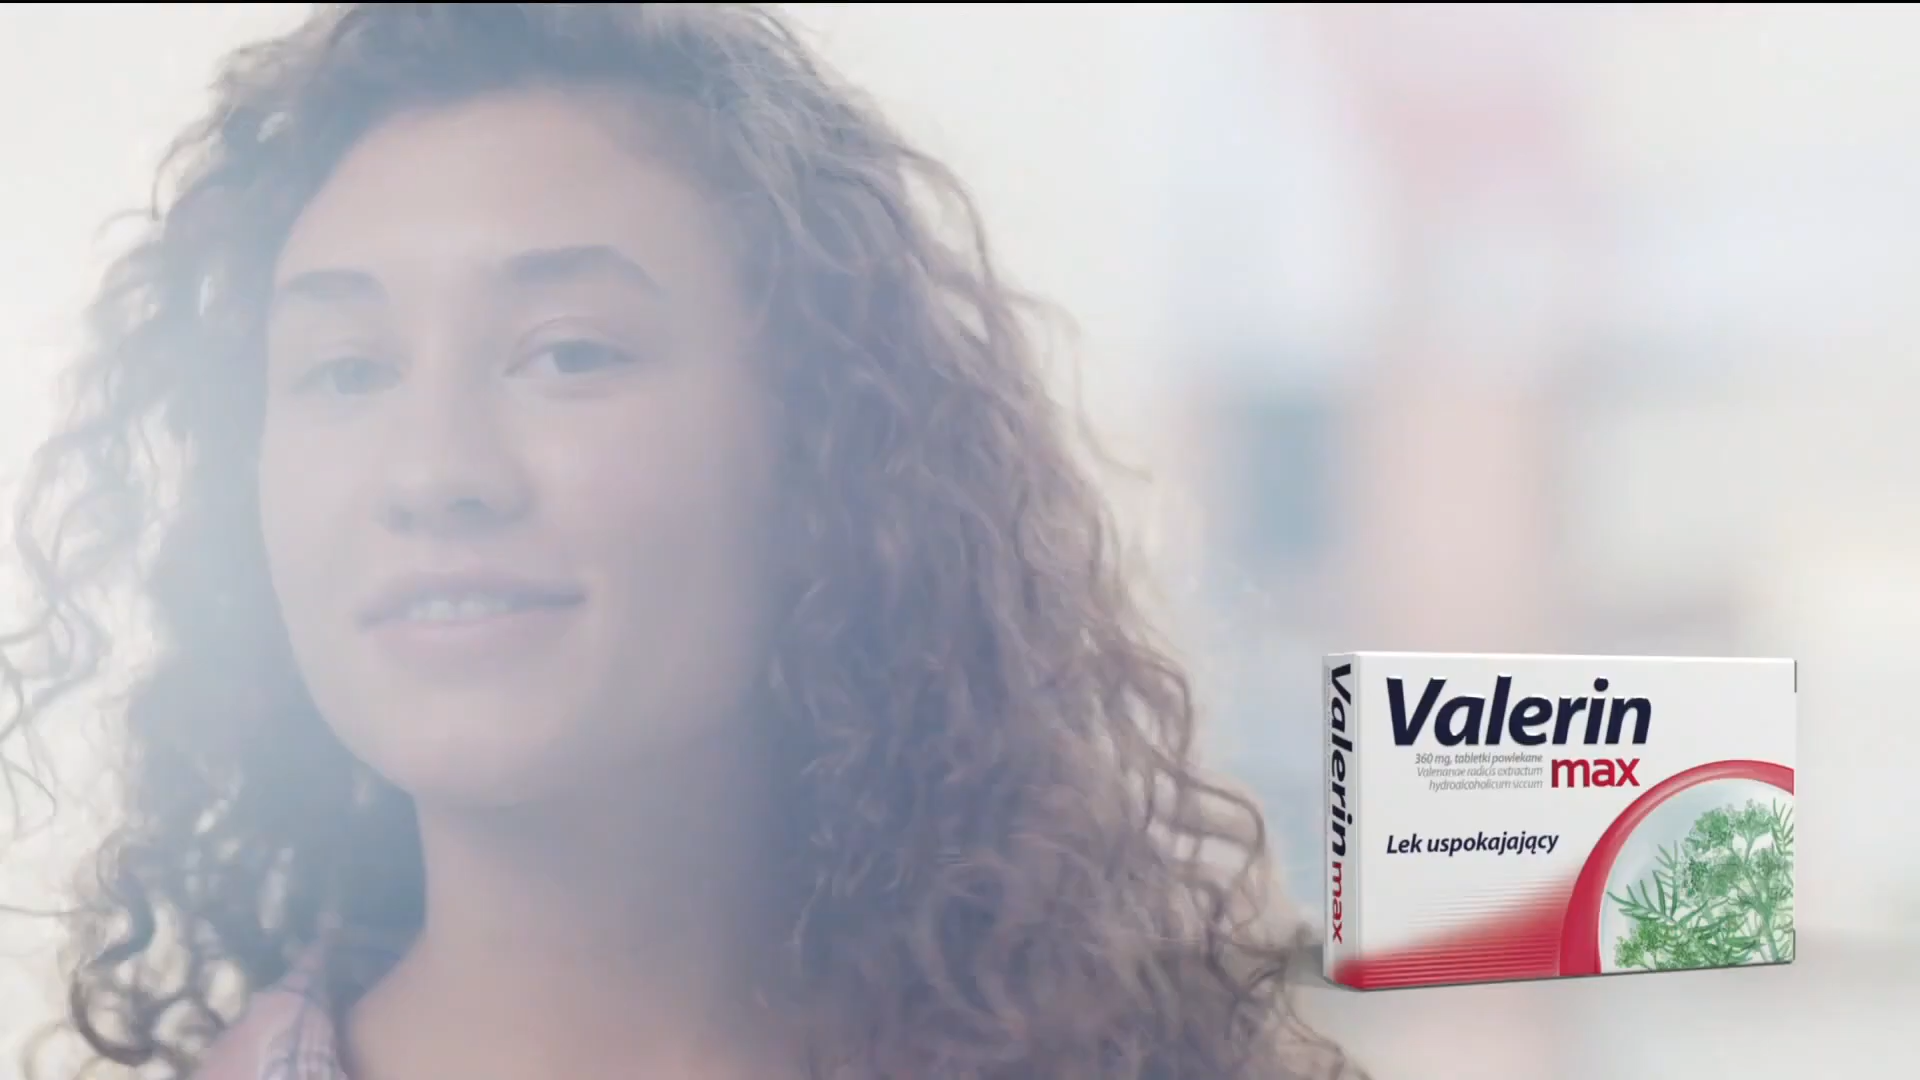 Valerin
max
360 mg, tabletki powlekane
Valerianae radicis extractum
hydroalcoholicum siccum
Lek uspokajający
Valerin max